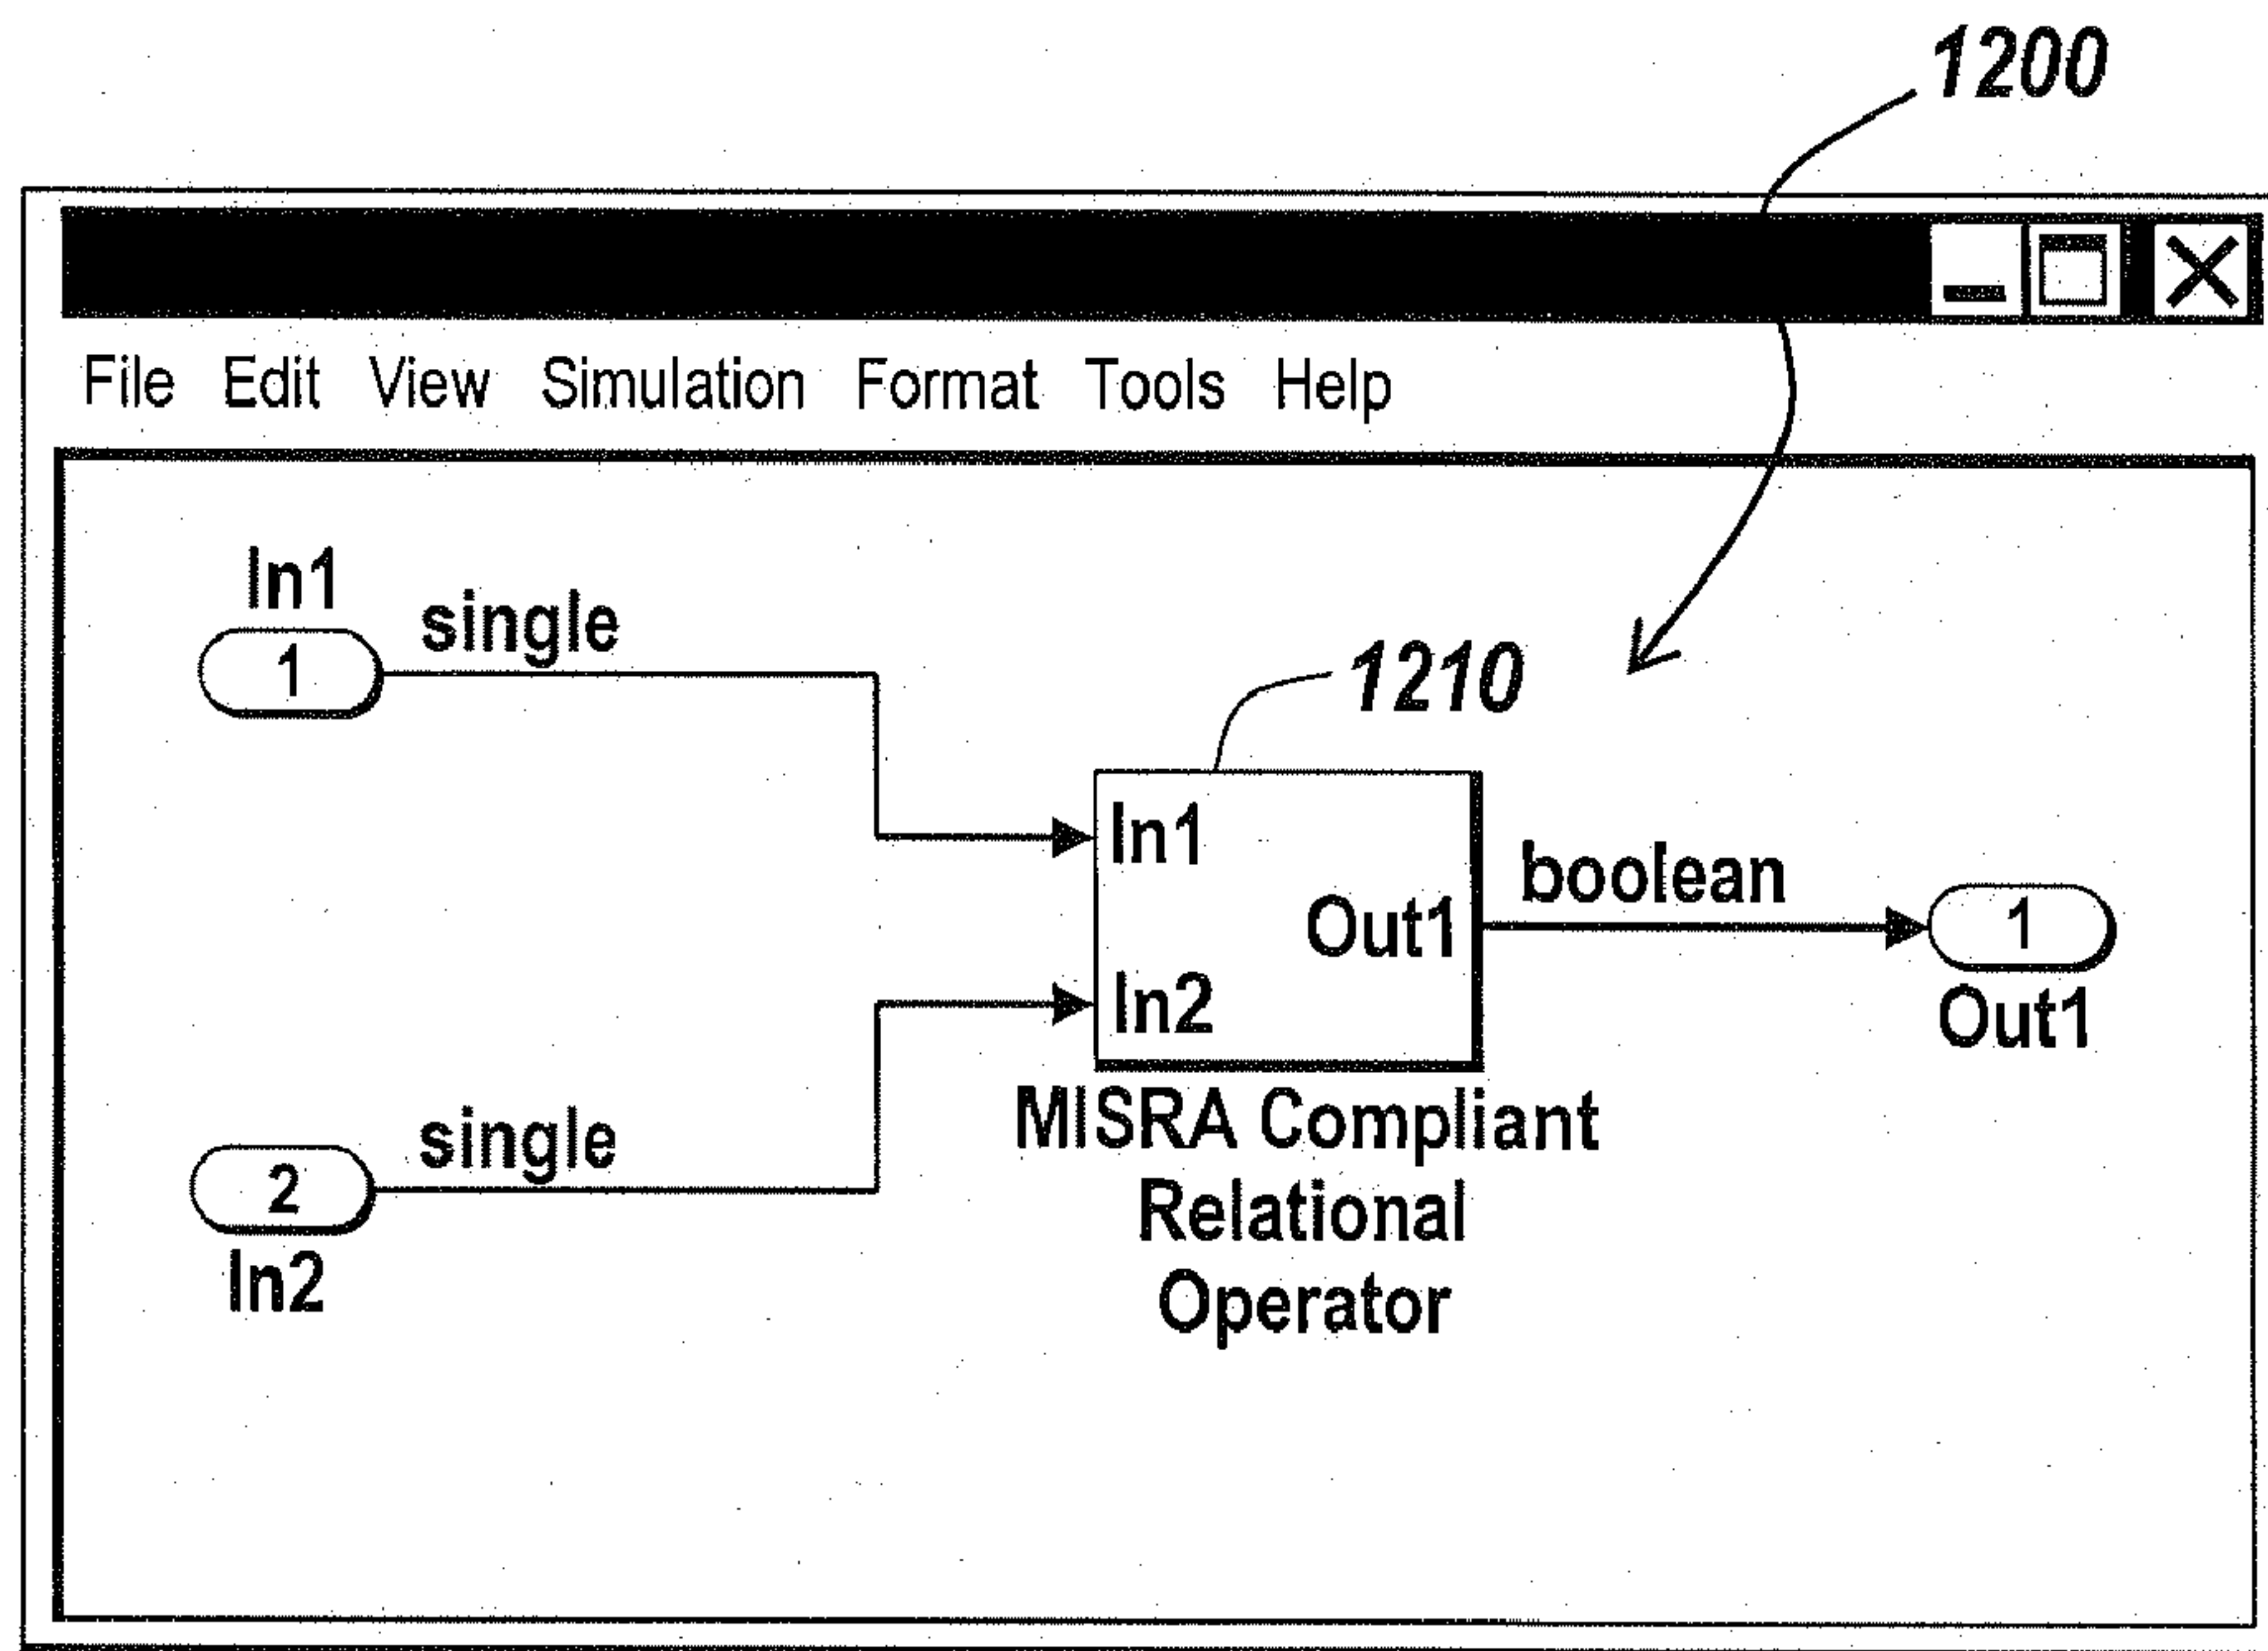 1200
File Edit View Simulation Format Tools Help
In1
1
single
1210
In1
Out1
In2
boolean
1
Out1
MISRA Compliant
Relational
Operator
single
2
In2